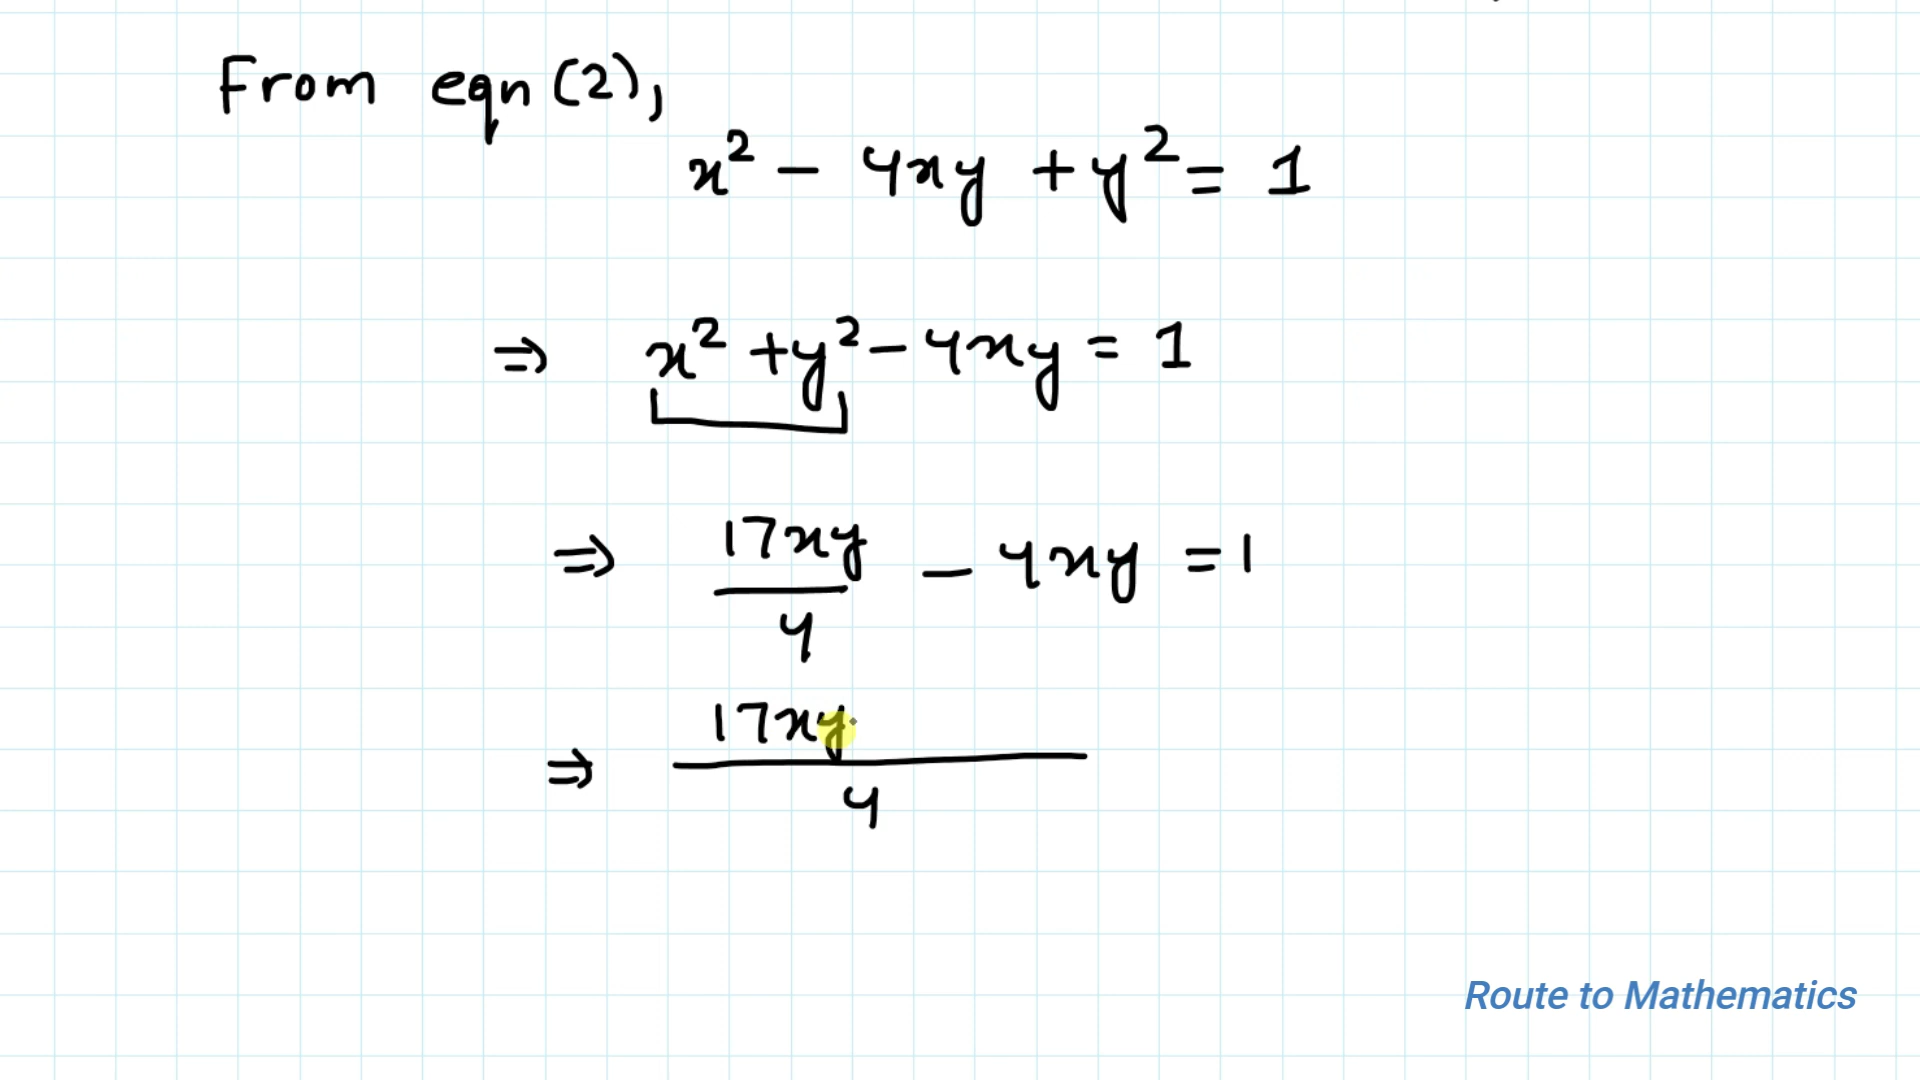 From eqn (2),
x² - 4xy + y² = 1
⇒ x² + y² - 4xy = 1
⇒ 17xy/4 - 4xy = 1
⇒ 17xy/4
Route to Mathematics